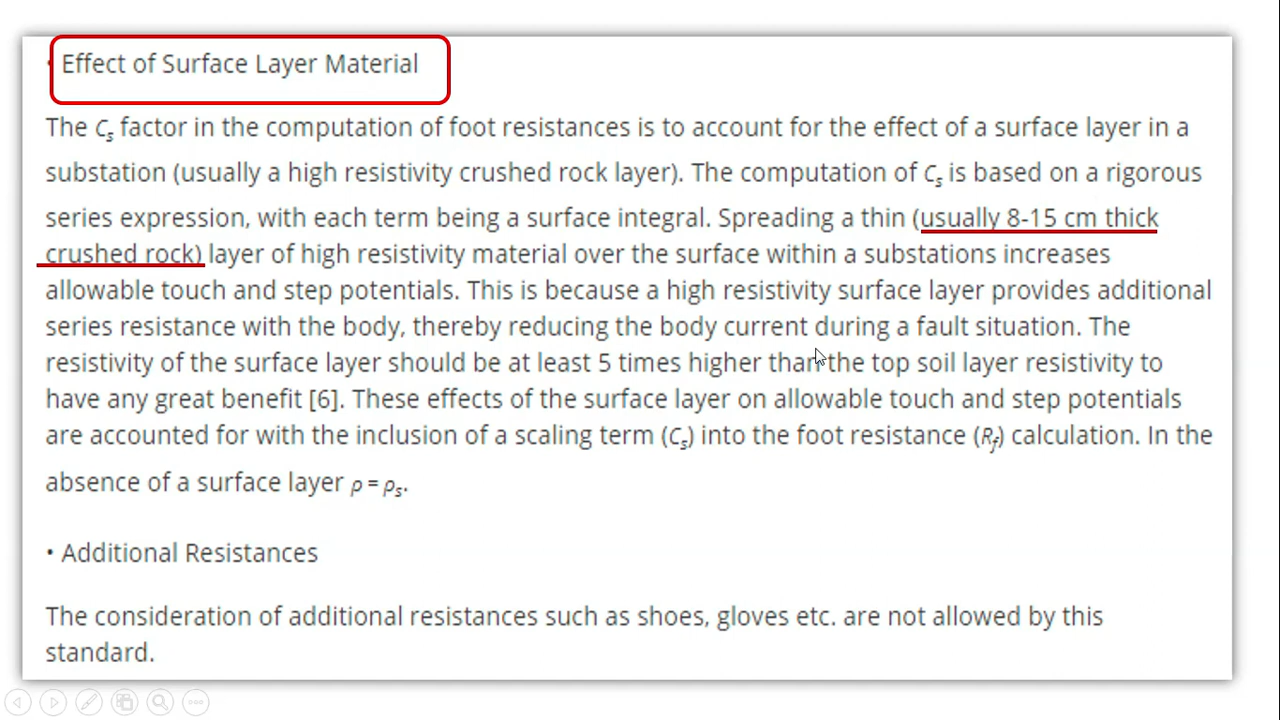 • Effect of Surface Layer Material
The Cs factor in the computation of foot resistances is to account for the effect of a surface layer in a
substation (usually a high resistivity crushed rock layer). The computation of Cs is based on a rigorous
series expression, with each term being a surface integral. Spreading a thin (usually 8-15 cm thick
crushed rock) layer of high resistivity material over the surface within a substations increases
allowable touch and step potentials. This is because a high resistivity surface layer provides additional
series resistance with the body, thereby reducing the body current during a fault situation. The
resistivity of the surface layer should be at least 5 times higher than the top soil layer resistivity to
have any great benefit [6]. These effects of the surface layer on allowable touch and step potentials
are accounted for with the inclusion of a scaling term (Cs) into the foot resistance (Rf) calculation. In the
absence of a surface layer ρ = ρs.
• Additional Resistances
The consideration of additional resistances such as shoes, gloves etc. are not allowed by this
standard.